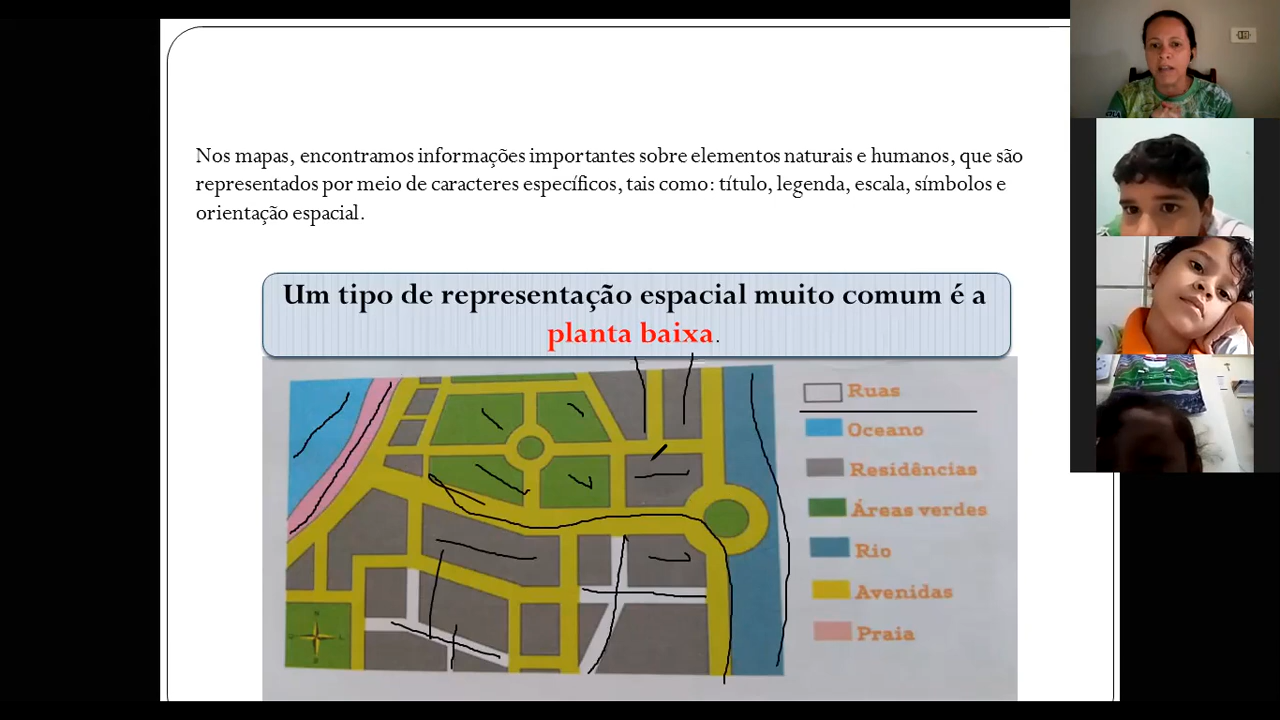 Nos mapas, encontramos informações importantes sobre elementos naturais e humanos, que são
representados por meio de caracteres específicos, tais como: título, legenda, escala, símbolos e
orientação espacial.
Um tipo de representação espacial muito comum é a
planta baixa.
Ruas
Oceano
Residências
Áreas verdes
Rio
Avenidas
Praia